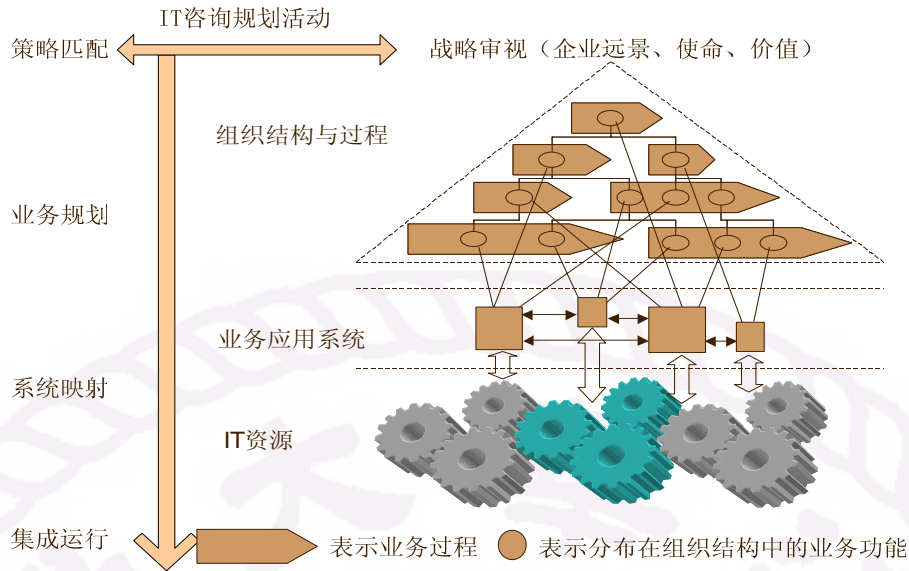 IT咨询规划活动
策略匹配
战略审视（企业远景、使命、价值）
组织结构与过程
业务规划
业务应用系统
系统映射
IT资源
集成运行
表示业务过程
表示分布在组织结构中的业务功能